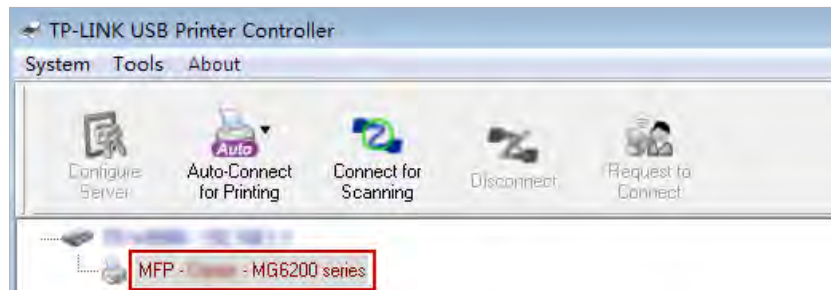 TP-LINK USB Printer Controller
System Tools About
Auto
Configure Server
Auto-Connect for Printing
Connect for Scanning
Disconnect
Request to Connect
MFP - - MG6200 series